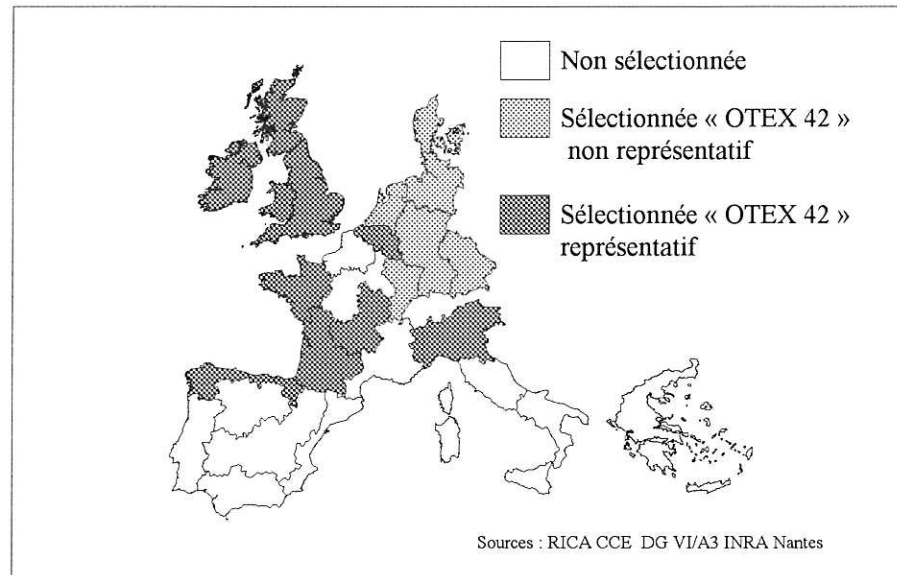 Non sélectionnée
Sélectionnée « OTEX 42 »
non représentatif
Sélectionnée « OTEX 42 »
représentatif
Sources : RICA CCE DG VI/A3 INRA Nantes